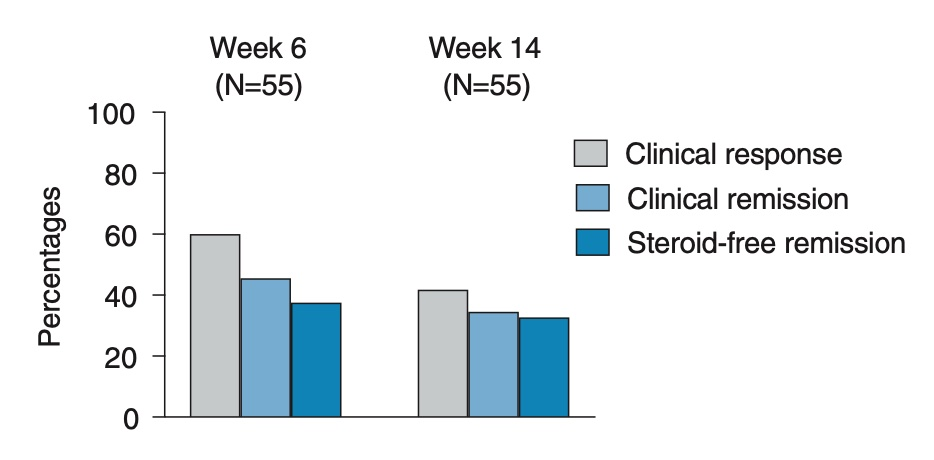 Week 6
(N=55)
Week 14
(N=55)
100
80
60
40
20
0
Percentages
Clinical response
Clinical remission
Steroid-free remission